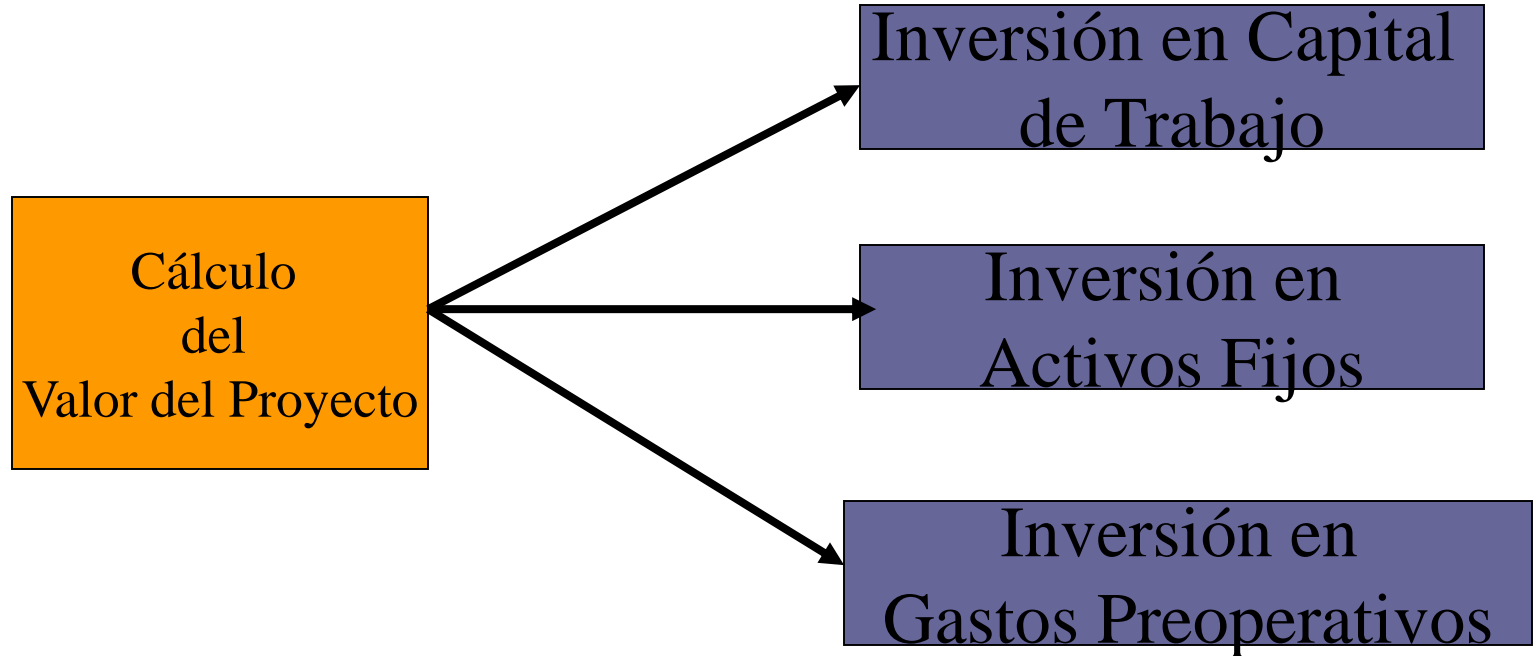 Cálculo
del
Valor del Proyecto
Inversión en Capital
de Trabajo
Inversión en
Activos Fijos
Inversión en
Gastos Preoperativos